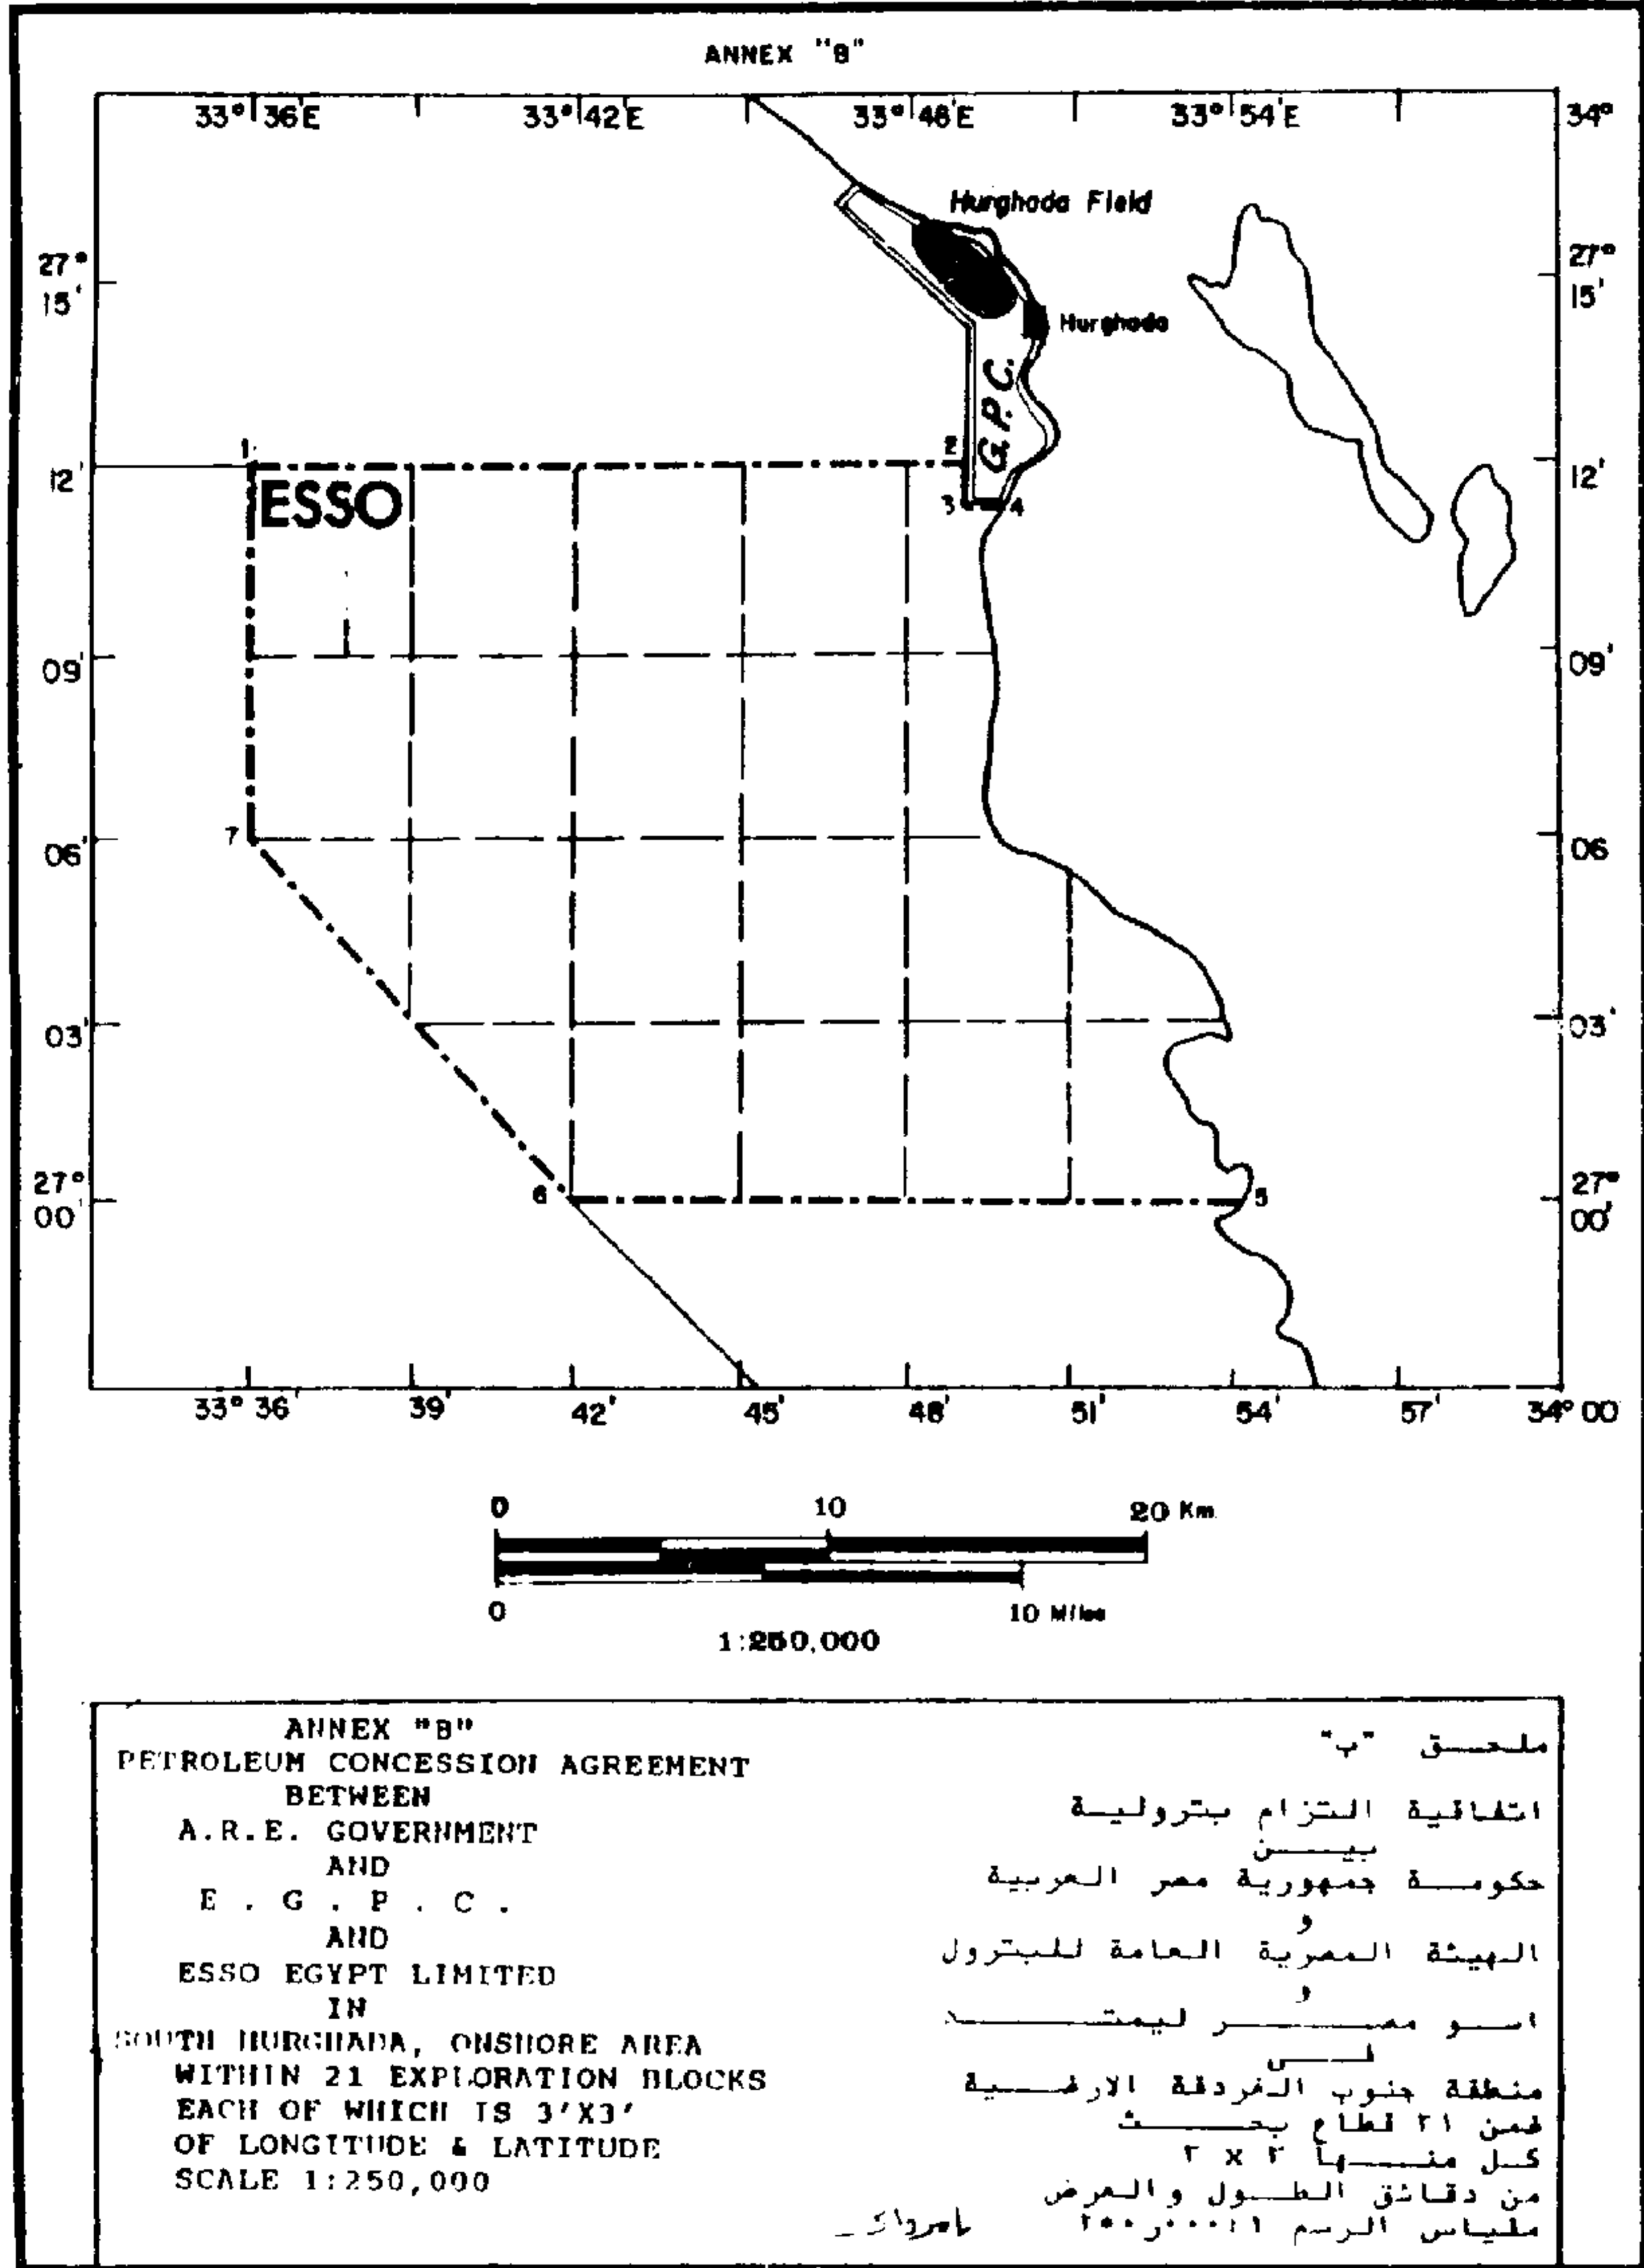 ANNEX "B"
33° 36'E 33° 42'E 33° 48'E 33° 54'E 34°
Hurghada Field
27° 27°
15' 15'
Hurghada
G.P.C.
1 2
12' 12'
ESSO
3 4
09' 09'
7
06' 06
03' 03'
27° 27°
6 5
00' 00'
33° 36' 39' 42' 45' 48' 51' 54' 57' 34° 00
0 10 20 Km
0 10 Miles
1:250,000
ANNEX "B"
PETROLEUM CONCESSION AGREEMENT
BETWEEN
A.R.E. GOVERNMENT
AND
E . G . P . C .
AND
ESSO EGYPT LIMITED
IN
SOUTH HURGHADA, ONSHORE AREA
WITHIN 21 EXPLORATION BLOCKS
EACH OF WHICH IS 3'X3'
OF LONGITUDE & LATITUDE
SCALE 1:250,000
ملحق "ب"
اتفاقية التزام بترولية
بين
حكومة جمهورية مصر العربية
و
الهيئة المصرية العامة للبترول
و
اسو مصر ليمتد
فى
منطقة جنوب الغردقة الارضية
ضمن ٢١ قطاع بحث
كل منها ٣ X ٣
من دقائق الطول والعرض
مقياس الرسم